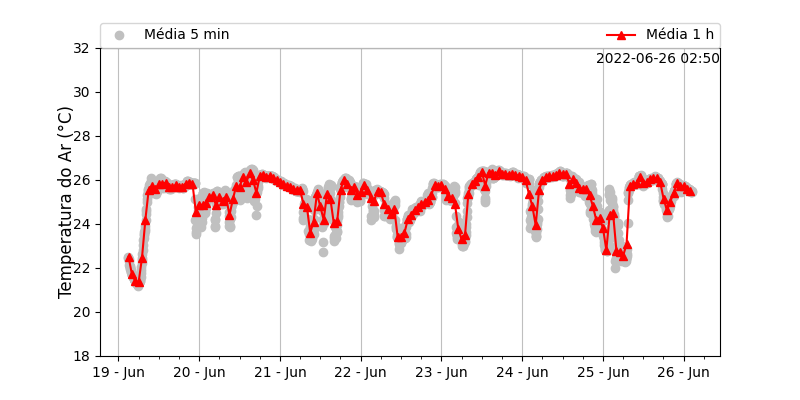 Média 5 min
Média 1 h
2022-06-26 02:50
Temperatura do Ar (°C)
32
30
28
26
24
22
20
18
19 - Jun
20 - Jun
21 - Jun
22 - Jun
23 - Jun
24 - Jun
25 - Jun
26 - Jun